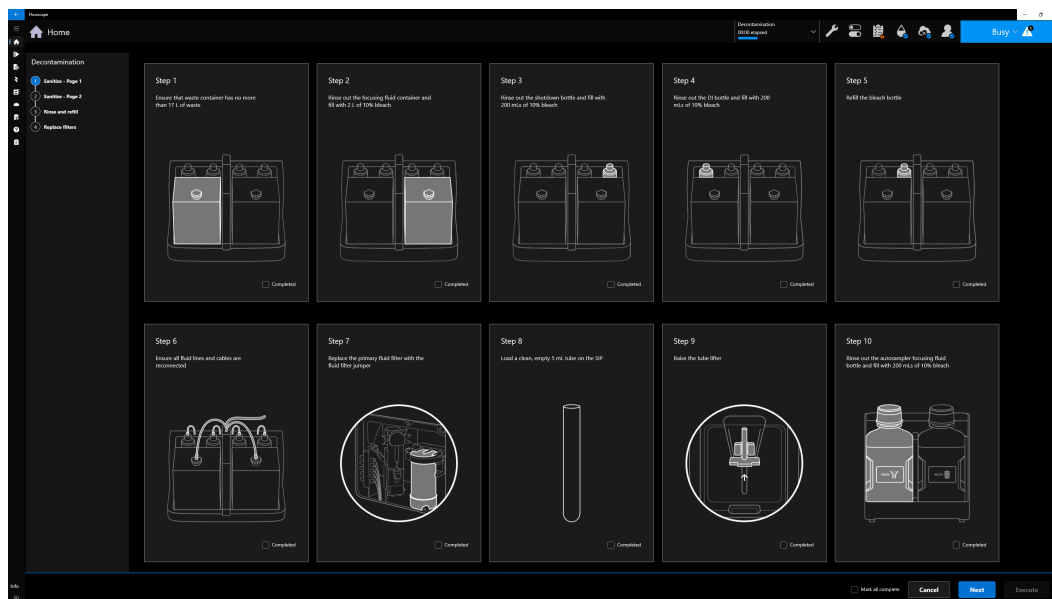 Flowscape
Home
Decontamination
00:00 elapsed
Busy
Decontamination
1 Sanitize - Page 1
2 Sanitize - Page 2
3 Rinse and refill
4 Replace filters
Step 1
Ensure that waste container has no more
than 17 L of waste
Completed
Step 2
Rinse out the focusing fluid container and
fill with 2 L of 10% bleach
Completed
Step 3
Rinse out the shutdown bottle and fill with
200 mLs of 10% bleach
Completed
Step 4
Rinse out the DI bottle and fill with 200
mLs of 10% bleach
Completed
Step 5
Refill the bleach bottle
Completed
Step 6
Ensure all fluid lines and cables are
reconnected
Completed
Step 7
Replace the primary fluid filter with the
fluid filter jumper
Completed
Step 8
Load a clean, empty 5 mL tube on the SIP
Completed
Step 9
Raise the tube lifter
Completed
Step 10
Rinse out the autosampler focusing fluid
bottle and fill with 200 mLs of 10% bleach
Completed
Info
Mark all complete
Cancel
Next
Execute